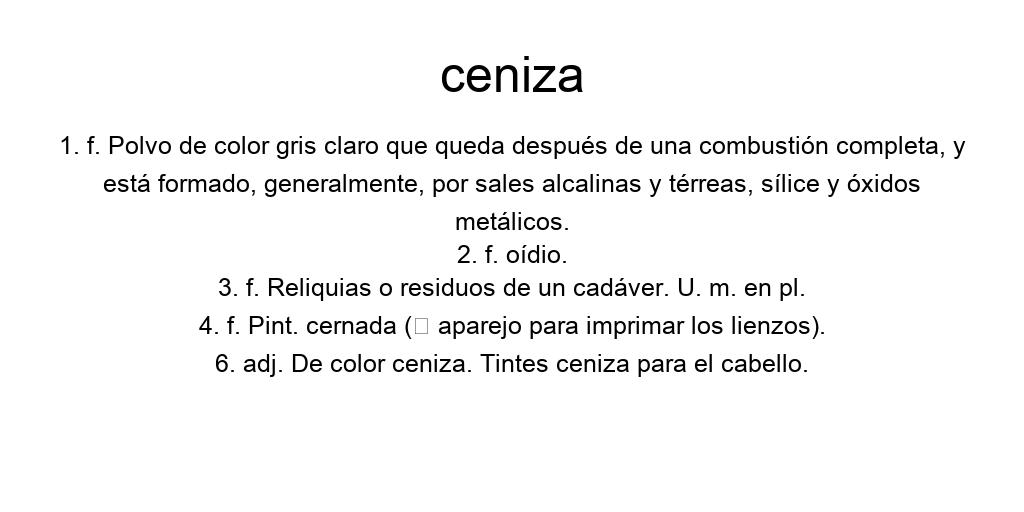 ceniza
1. f. Polvo de color gris claro que queda después de una combustión completa, y
está formado, generalmente, por sales alcalinas y térreas, sílice y óxidos
metálicos.
2. f. oídio.
3. f. Reliquias o residuos de un cadáver. U. m. en pl.
4. f. Pint. cernada (▯ aparejo para imprimar los lienzos).
6. adj. De color ceniza. Tintes ceniza para el cabello.